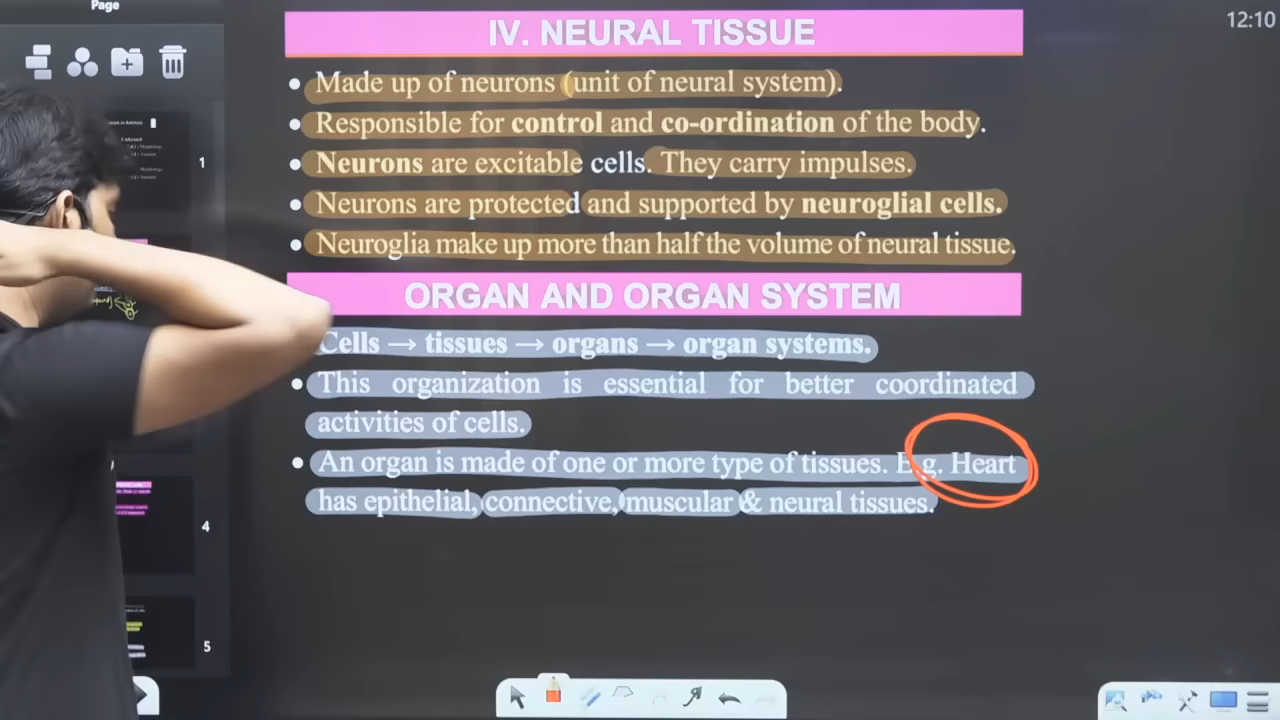 Page
12:10
IV. NEURAL TISSUE
• Made up of neurons (unit of neural system).
• Responsible for control and co-ordination of the body.
• Neurons are excitable cells. They carry impulses.
• Neurons are protected and supported by neuroglial cells.
• Neuroglia make up more than half the volume of neural tissue.
ORGAN AND ORGAN SYSTEM
Cells → tissues → organs → organ systems.
• This organization is essential for better coordinated
activities of cells.
• An organ is made of one or more type of tissues. E.g. Heart
has epithelial, connective, muscular & neural tissues.
1
4
5